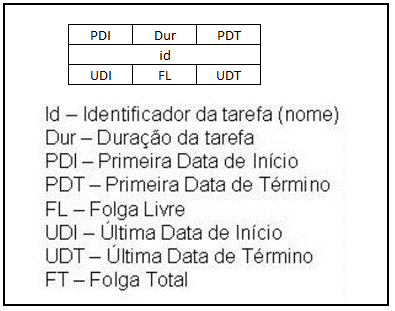 PDI Dur PDT
id
UDI FL UDT
Id – Identificador da tarefa (nome)
Dur – Duração da tarefa
PDI – Primeira Data de Início
PDT – Primeira Data de Término
FL – Folga Livre
UDI – Última Data de Início
UDT – Última Data de Término
FT – Folga Total